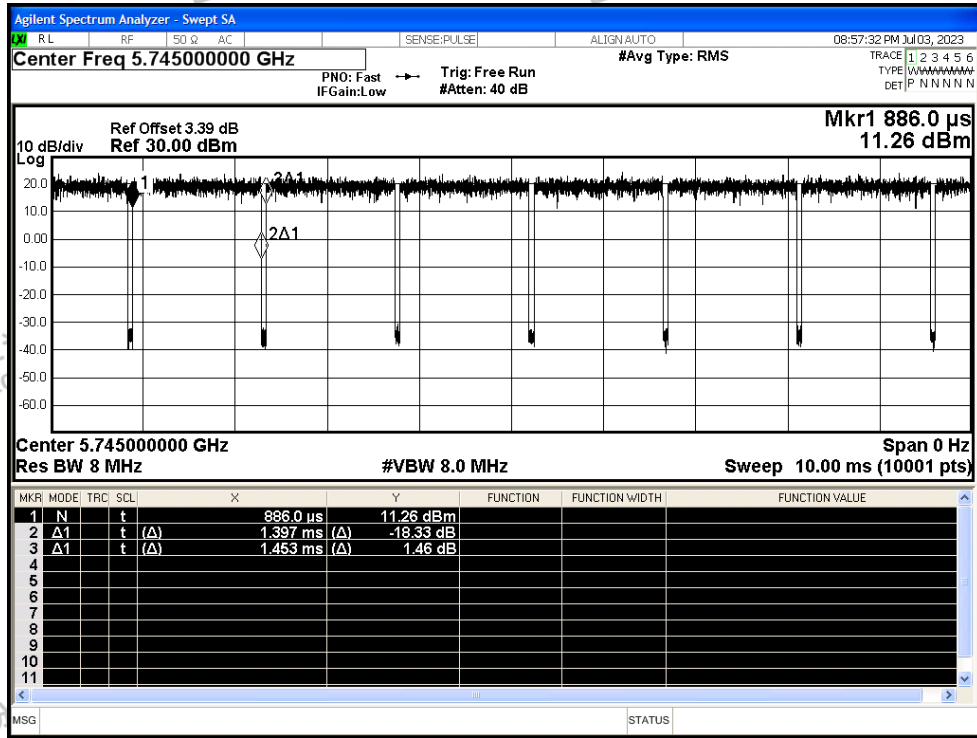 Agilent Spectrum Analyzer - Swept SA
LXI RL RF 50 Ω AC SENSE:PULSE ALIGN AUTO 08:57:32 PM Jul 03, 2023
Center Freq 5.745000000 GHz #Avg Type: RMS TRACE 1 2 3 4 5 6
PNO: Fast Trig: Free Run TYPE WWWWWW
IFGain:Low #Atten: 40 dB DET P N N N N N
Mkr1 886.0 µs
Ref Offset 3.39 dB
10 dB/div Ref 30.00 dBm 11.26 dBm
Log
20.0 1 3Δ1
10.0
0.00 2Δ1
-10.0
-20.0
-30.0
-40.0
-50.0
-60.0
Center 5.745000000 GHz Span 0 Hz
Res BW 8 MHz #VBW 8.0 MHz Sweep 10.00 ms (10001 pts)
MKR MODE TRC SCL X Y FUNCTION FUNCTION WIDTH FUNCTION VALUE
1 N t 886.0 µs 11.26 dBm
2 Δ1 t (Δ) 1.397 ms (Δ) -18.33 dB
3 Δ1 t (Δ) 1.453 ms (Δ) 1.46 dB
4
5
6
7
8
9
10
11
MSG STATUS